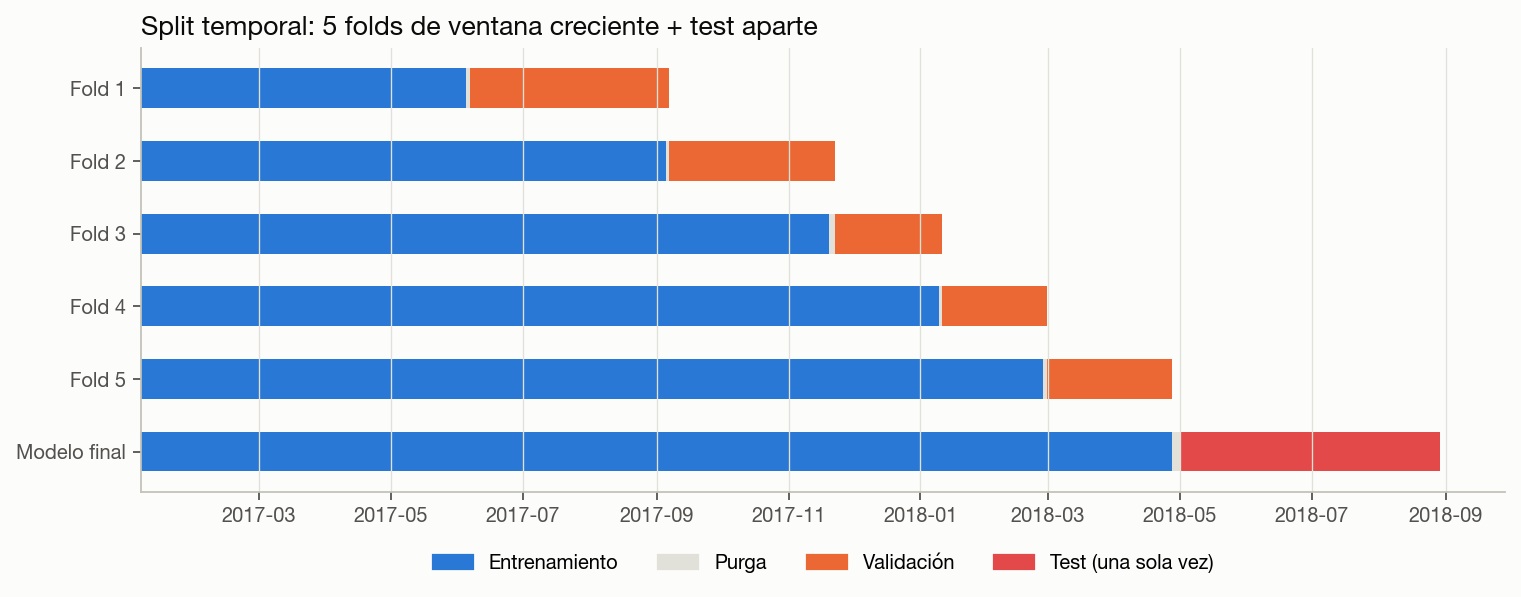 Split temporal: 5 folds de ventana creciente + test aparte
Fold 1
Fold 2
Fold 3
Fold 4
Fold 5
Modelo final
2017-03 2017-05 2017-07 2017-09 2017-11 2018-01 2018-03 2018-05 2018-07 2018-09
Entrenamiento Purga Validación Test (una sola vez)